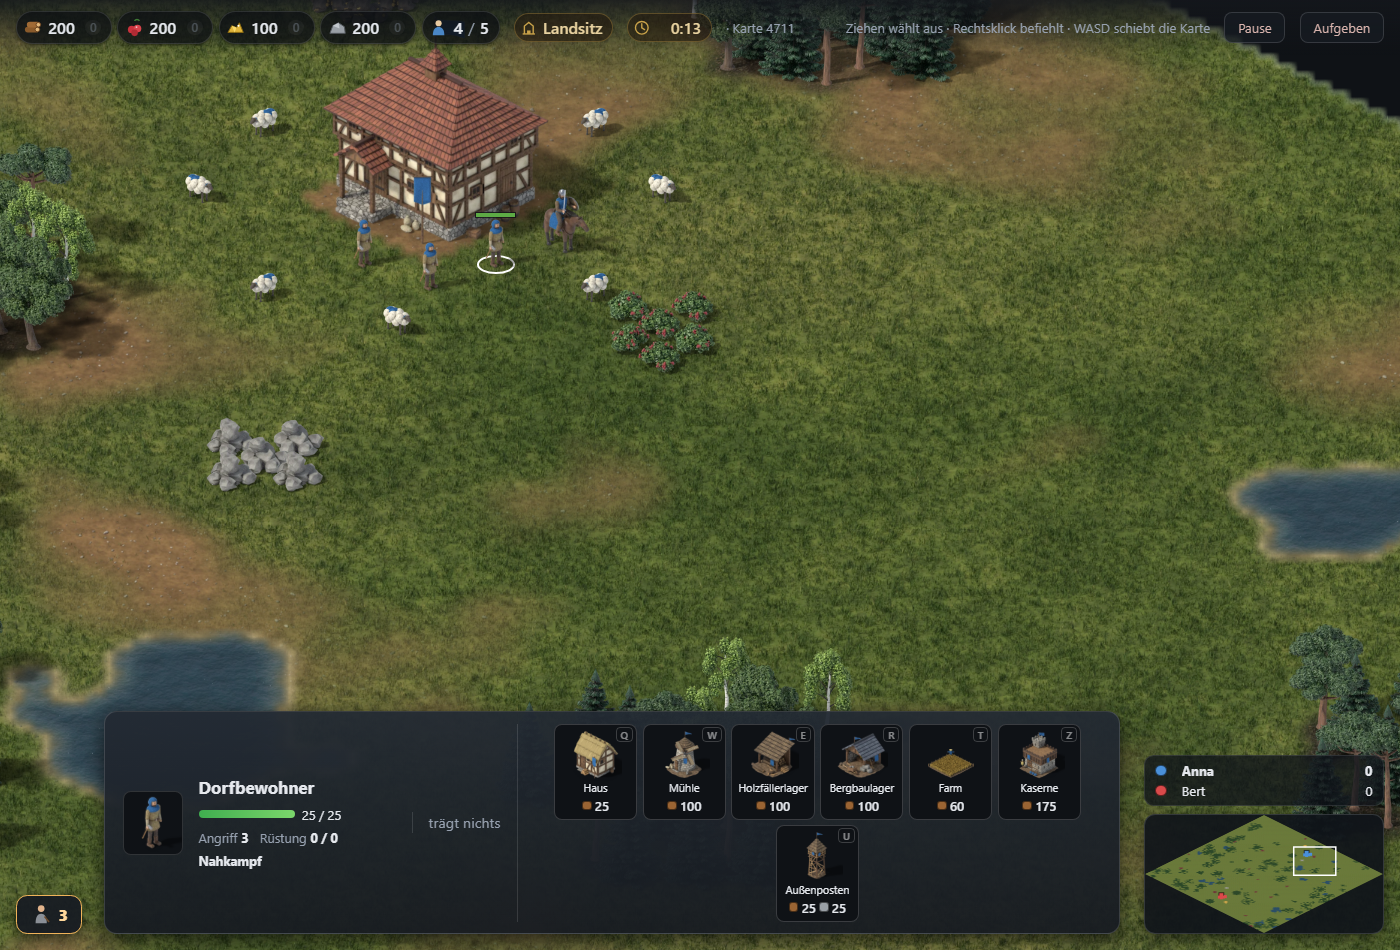 200 0 200 0 100 0 200 0 4 / 5 Landsitz 0:13 · Karte 4711 Ziehen wählt aus · Rechtsklick befiehlt · WASD schiebt die Karte Pause Aufgeben
Dorfbewohner
25 / 25
Angriff 3 Rüstung 0 / 0
Nahkampf
trägt nichts
Q W E R T Z
Haus Mühle Holzfällerlager Bergbaulager Farm Kaserne
25 100 100 100 60 175
U
Außenposten
25 25
Anna 0
Bert 0
3